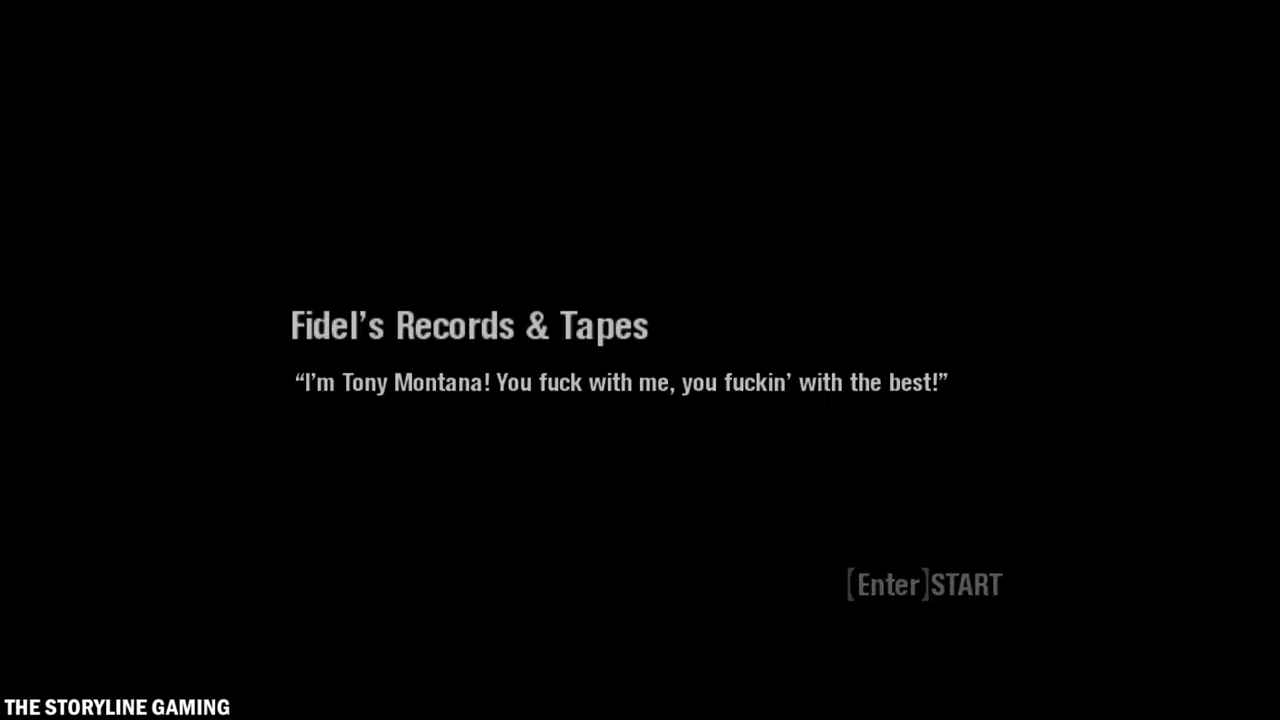 Fidel’s Records & Tapes
“I’m Tony Montana! You fuck with me, you fuckin’ with the best!”
[Enter]START
THE STORYLINE GAMING